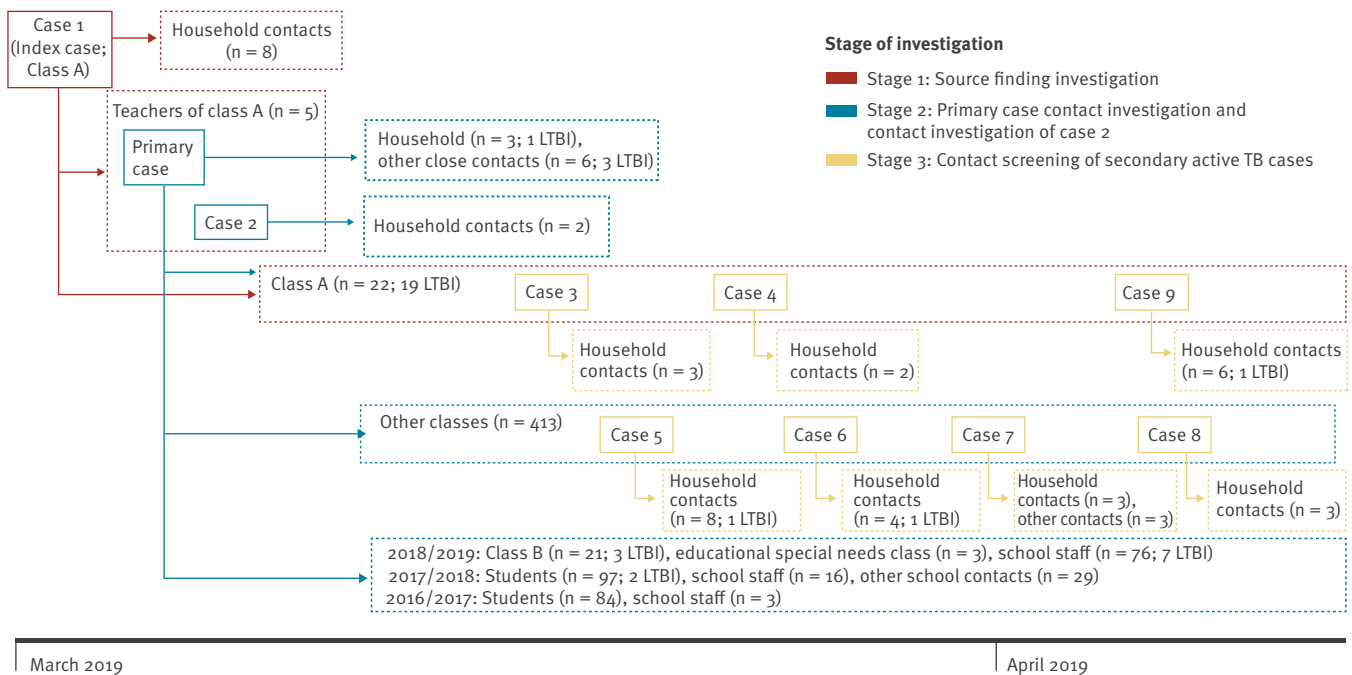 Case 1
(Index case;
Class A)
Household contacts
(n = 8)
Stage of investigation
Stage 1: Source finding investigation
Stage 2: Primary case contact investigation and
contact investigation of case 2
Stage 3: Contact screening of secondary active TB cases
Teachers of class A (n = 5)
Primary
case
Household (n = 3; 1 LTBI),
other close contacts (n = 6; 3 LTBI)
Case 2
Household contacts (n = 2)
Class A (n = 22; 19 LTBI)
Case 3
Case 4
Case 9
Household
contacts (n = 3)
Household
contacts (n = 2)
Household contacts
(n = 6; 1 LTBI)
Other classes (n = 413)
Case 5
Case 6
Case 7
Case 8
Household
contacts
(n = 8; 1 LTBI)
Household
contacts
(n = 4; 1 LTBI)
Household
contacts (n = 3),
other contacts (n = 3)
Household
contacts (n = 3)
2018/2019: Class B (n = 21; 3 LTBI), educational special needs class (n = 3), school staff (n = 76; 7 LTBI)
2017/2018: Students (n = 97; 2 LTBI), school staff (n = 16), other school contacts (n = 29)
2016/2017: Students (n = 84), school staff (n = 3)
March 2019
April 2019